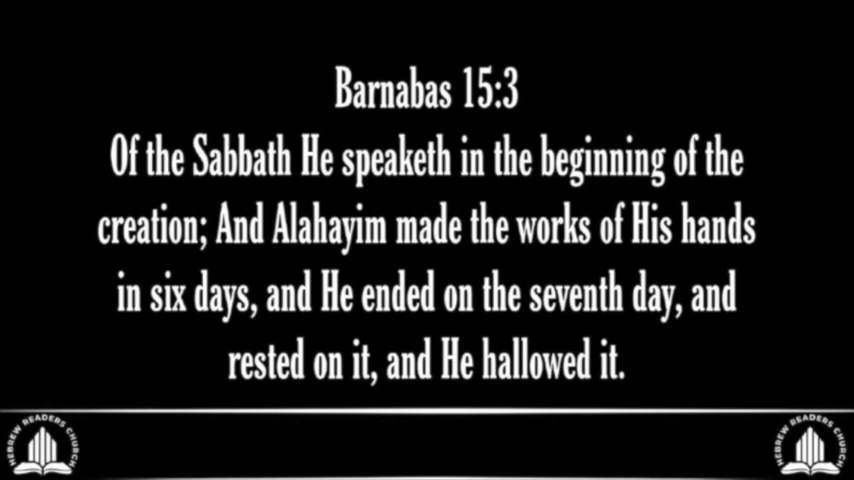 Barnabas 15:3
Of the Sabbath He speaketh in the beginning of the
creation; And Alahayim made the works of His hands
in six days, and He ended on the seventh day, and
rested on it, and He hallowed it.
HEBREW READERS CHURCH
HEBREW READERS CHURCH